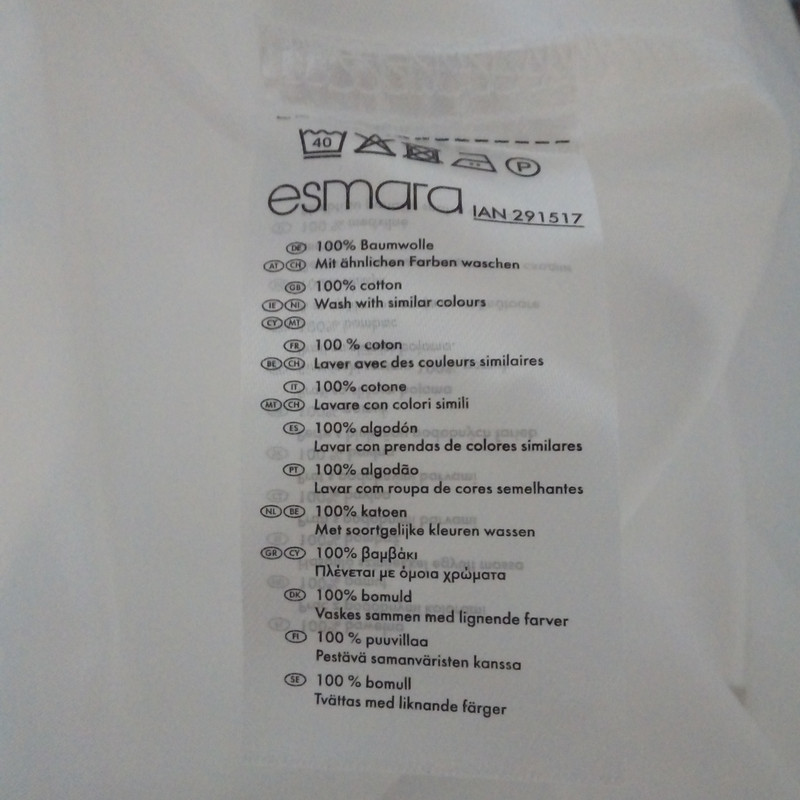 40 P
esmara IAN 291517
DE 100% Baumwolle
AT CH Mit ähnlichen Farben waschen
GB 100% cotton
IE NI Wash with similar colours
CY MT
FR 100 % coton
BE CH Laver avec des couleurs similaires
IT 100% cotone
MT CH Lavare con colori simili
ES 100% algodón
Lavar con prendas de colores similares
PT 100% algodão
Lavar com roupa de cores semelhantes
NL BE 100% katoen
Met soortgelijke kleuren wassen
GR CY 100% βαμβάκι
Πλένεται με όμοια χρώματα
DK 100% bomuld
Vaskes sammen med lignende farver
FI 100 % puuvillaa
Pestävä samanväristen kanssa
SE 100 % bomull
Tvättas med liknande färger